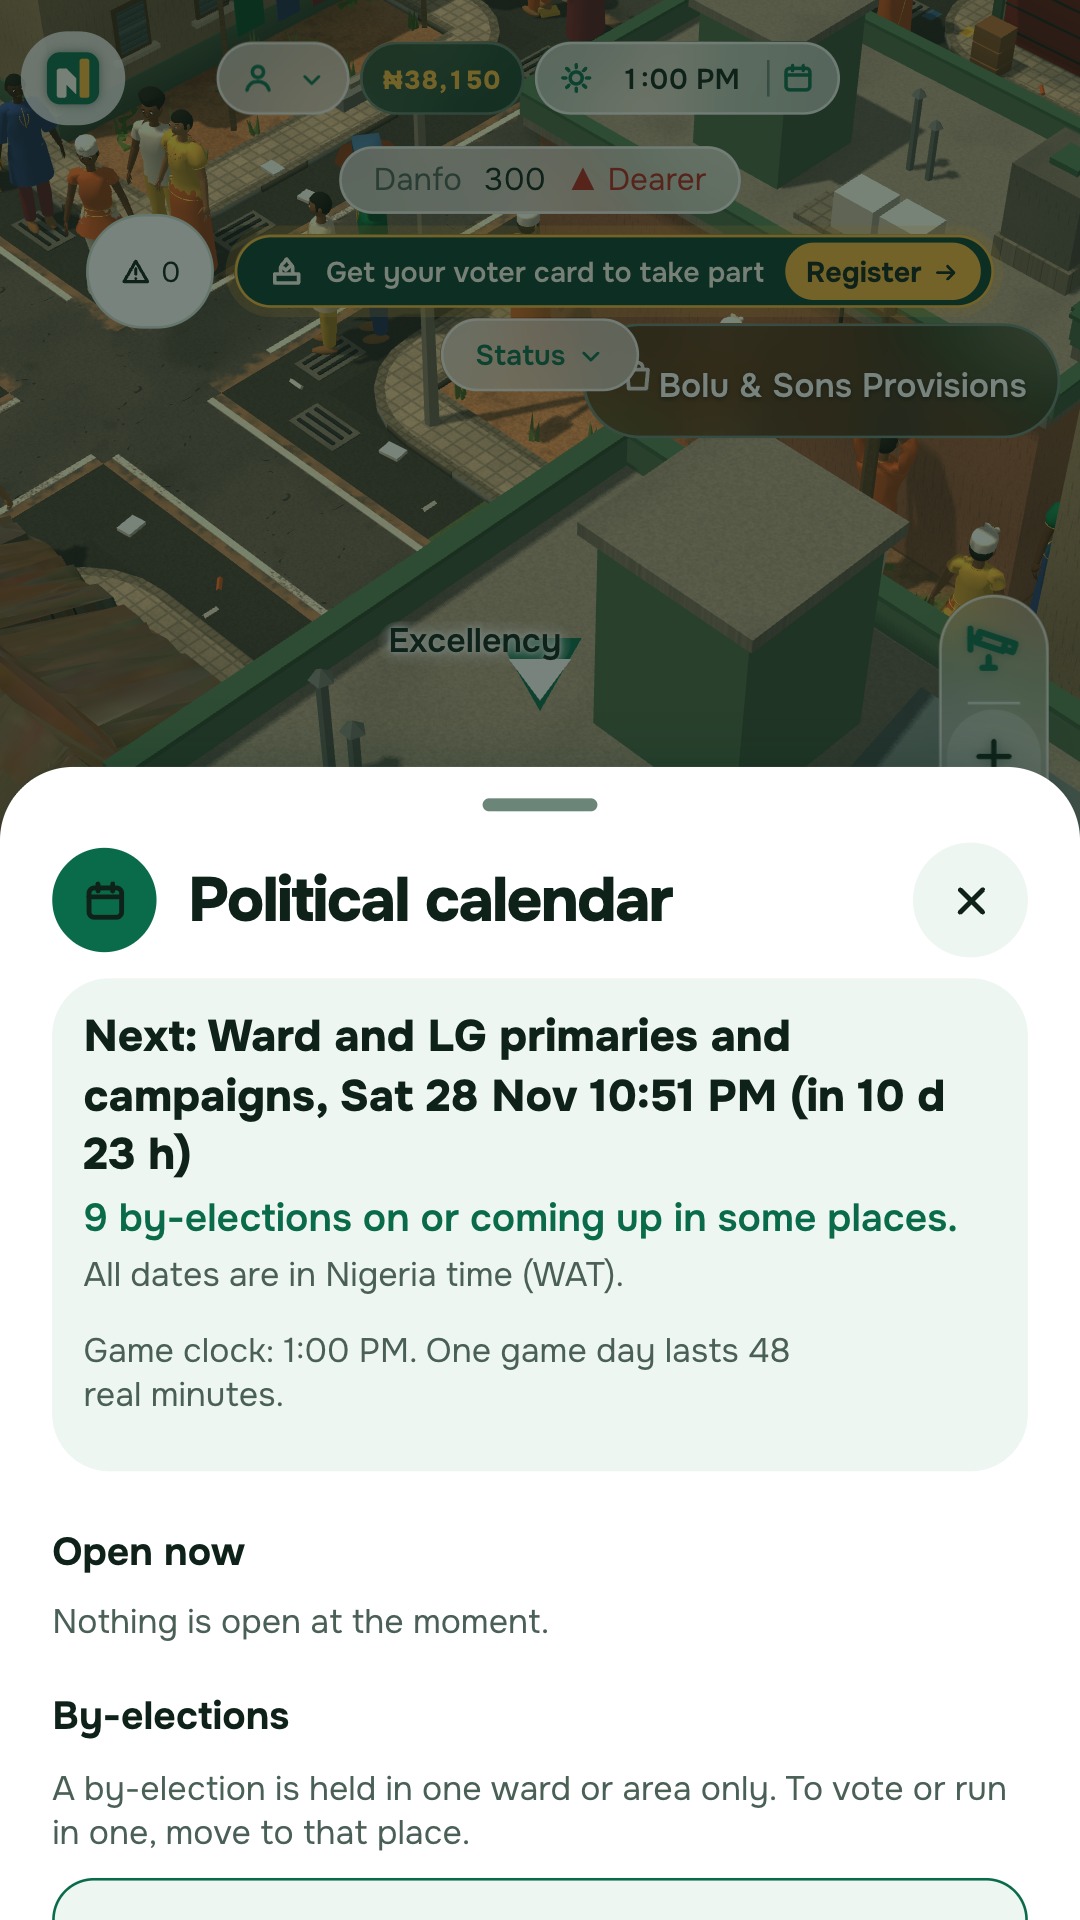 ₦38,150
1:00 PM
Danfo 300 ▲ Dearer
0
Get your voter card to take part
Register →
Status
Bolu & Sons Provisions
Excellency
Political calendar
Next: Ward and LG primaries and
campaigns, Sat 28 Nov 10:51 PM (in 10 d
23 h)
9 by-elections on or coming up in some places.
All dates are in Nigeria time (WAT).
Game clock: 1:00 PM. One game day lasts 48
real minutes.
Open now
Nothing is open at the moment.
By-elections
A by-election is held in one ward or area only. To vote or run
in one, move to that place.